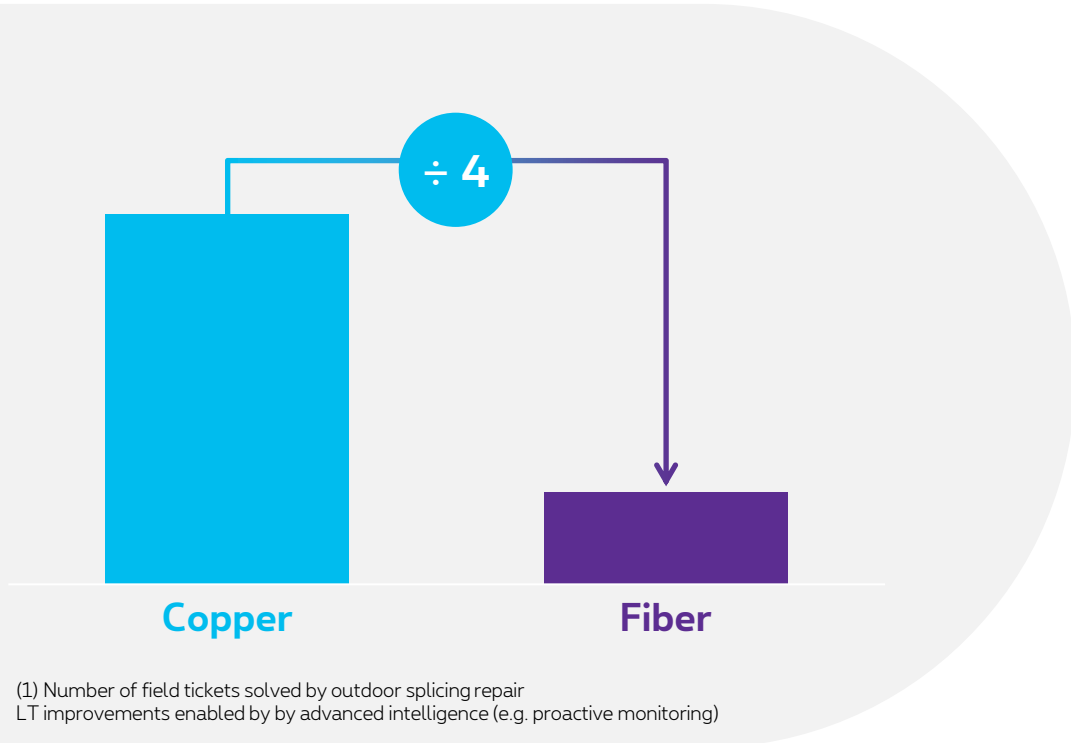 ÷ 4
Copper
Fiber
(1) Number of field tickets solved by outdoor splicing repair
LT improvements enabled by by advanced intelligence (e.g. proactive monitoring)